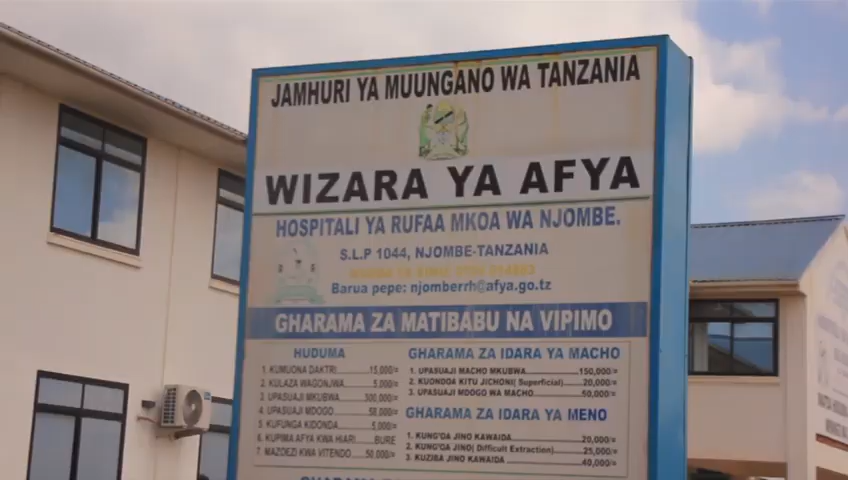 JAMHURI YA MUUNGANO WA TANZANIA
WIZARA YA AFYA
HOSPITALI YA RUFAA MKOA WA NJOMBE.
S.L.P 1044, NJOMBE-TANZANIA
Barua pepe: njomberrh@afya.go.tz
GHARAMA ZA MATIBABU NA VIPIMO
HUDUMA
1. KUMUONA DAKTRI 15,000/=
2. KULAZA WAGONJWA 5,000/=
3. UPASUAJI MKUBWA 300,000/=
4. UPASUAJI MDOGO 50,000/=
5. KUFUNGA KIDONDA 5,000/=
6. KUPIMA AFYA KWA HIARI BURE
7. MAZOEZI KWA VITENDO 50,000/=
GHARAMA ZA IDARA YA MACHO
1. UPASUAJI MACHO MKUBWA 150,000/=
2. KUONDOA KITU JICHONI( Superficial) 20,000/=
3. UPASUAJI MDOGO WA MACHO 50,000/=
GHARAMA ZA IDARA YA MENO
1. KUNG'OA JINO KAWAIDA 20,000/=
2. KUNG'OA JINO( Difficult Extraction) 25,000/=
3. KUZIBA JINO KAWAIDA 40,000/=